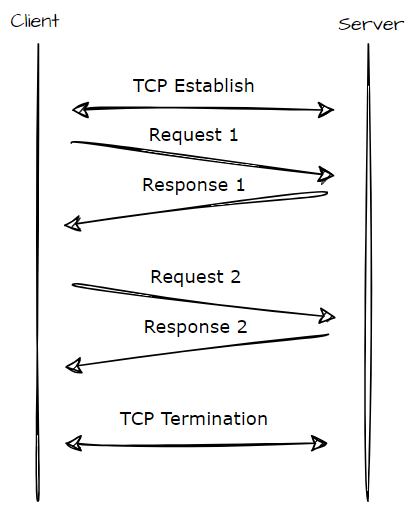 Client
Server
TCP Establish
Request 1
Response 1
Request 2
Response 2
TCP Termination